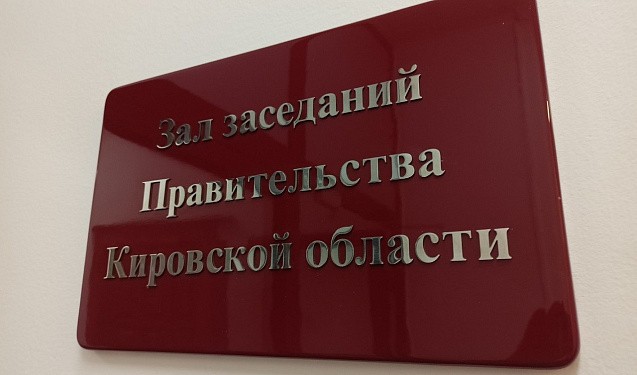 Зал заседаний
Правительства
Кировской области